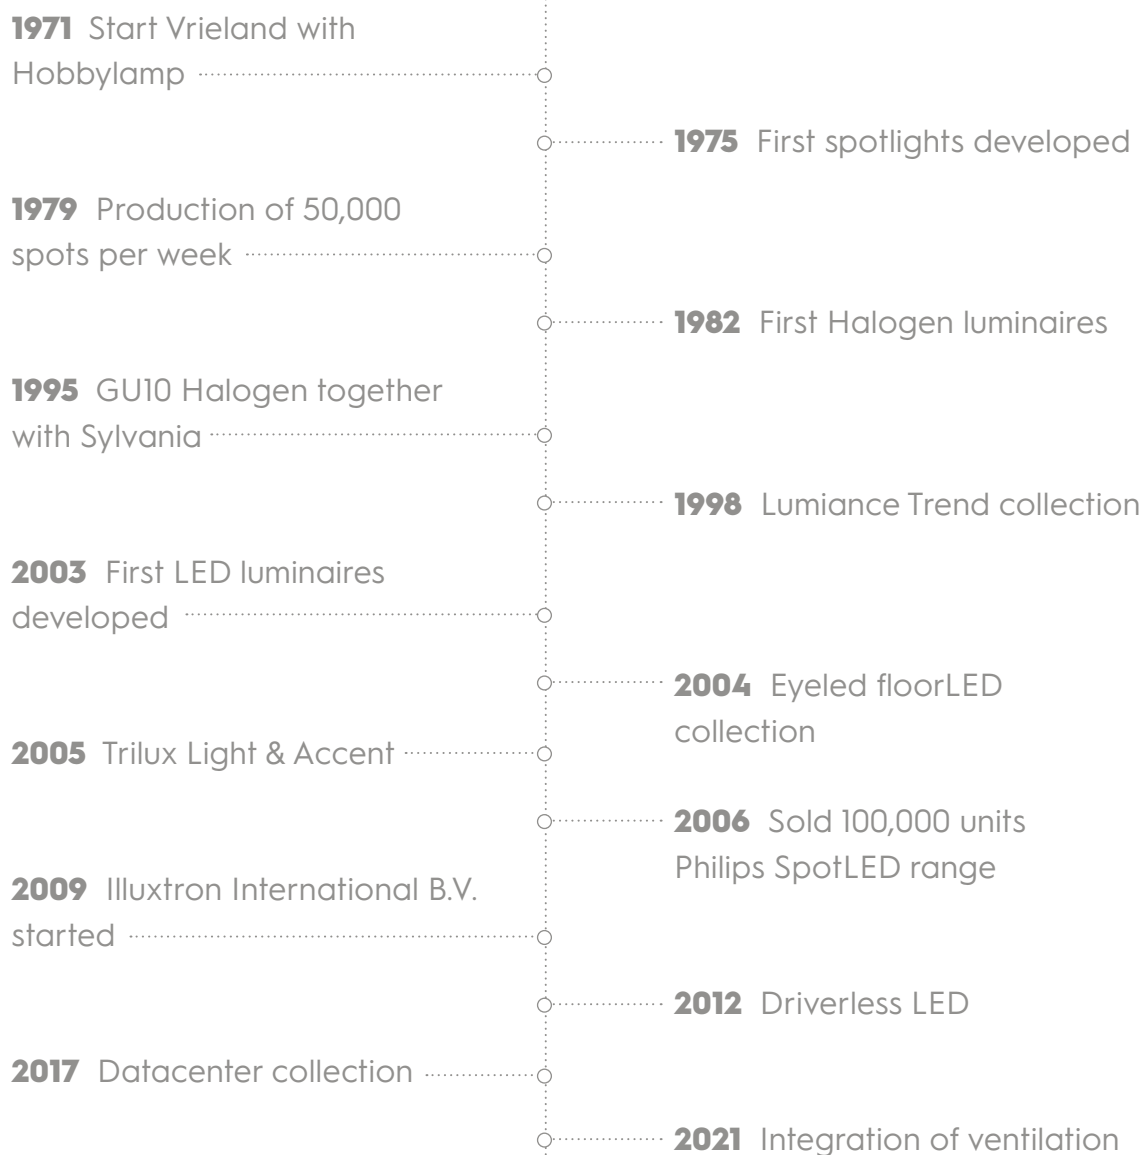 1971 Start Vrieland with
Hobbylamp
1975 First spotlights developed
1979 Production of 50,000
spots per week
1982 First Halogen luminaires
1995 GU10 Halogen together
with Sylvania
1998 Lumiance Trend collection
2003 First LED luminaires
developed
2004 Eyeled floorLED
collection
2005 Trilux Light & Accent
2006 Sold 100,000 units
Philips SpotLED range
2009 Illuxtron International B.V.
started
2012 Driverless LED
2017 Datacenter collection
2021 Integration of ventilation